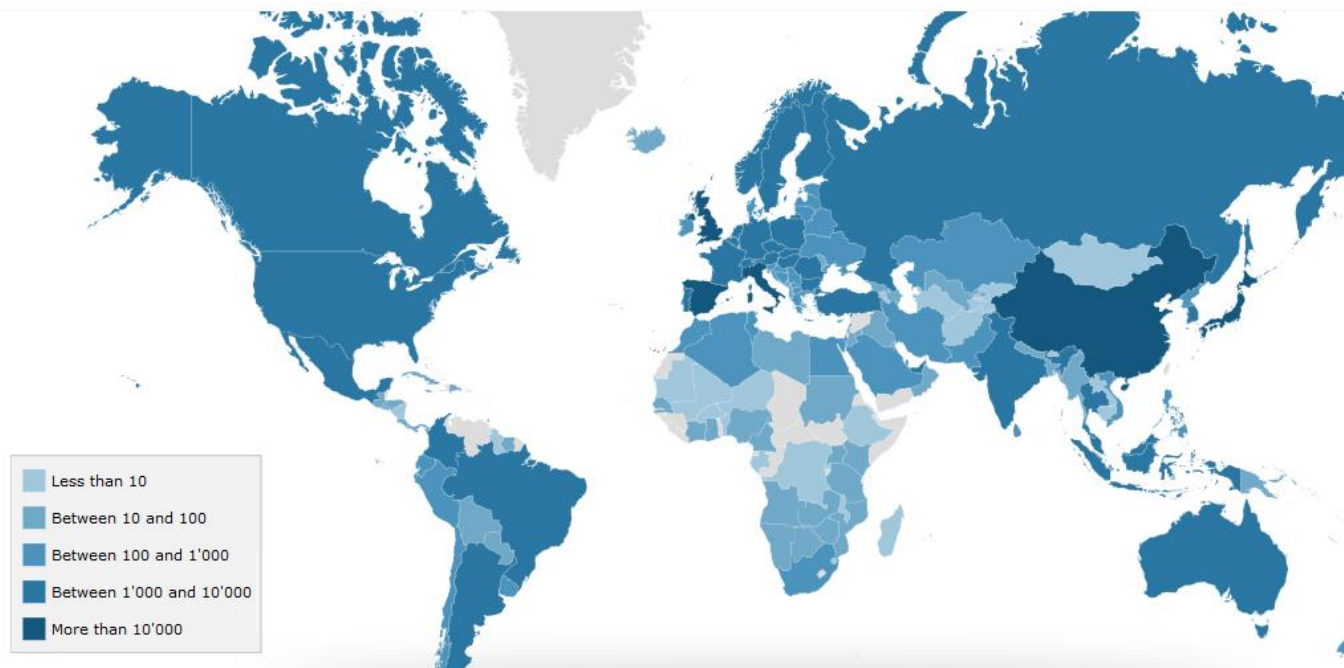 Less than 10
Between 10 and 100
Between 100 and 1'000
Between 1'000 and 10'000
More than 10'000